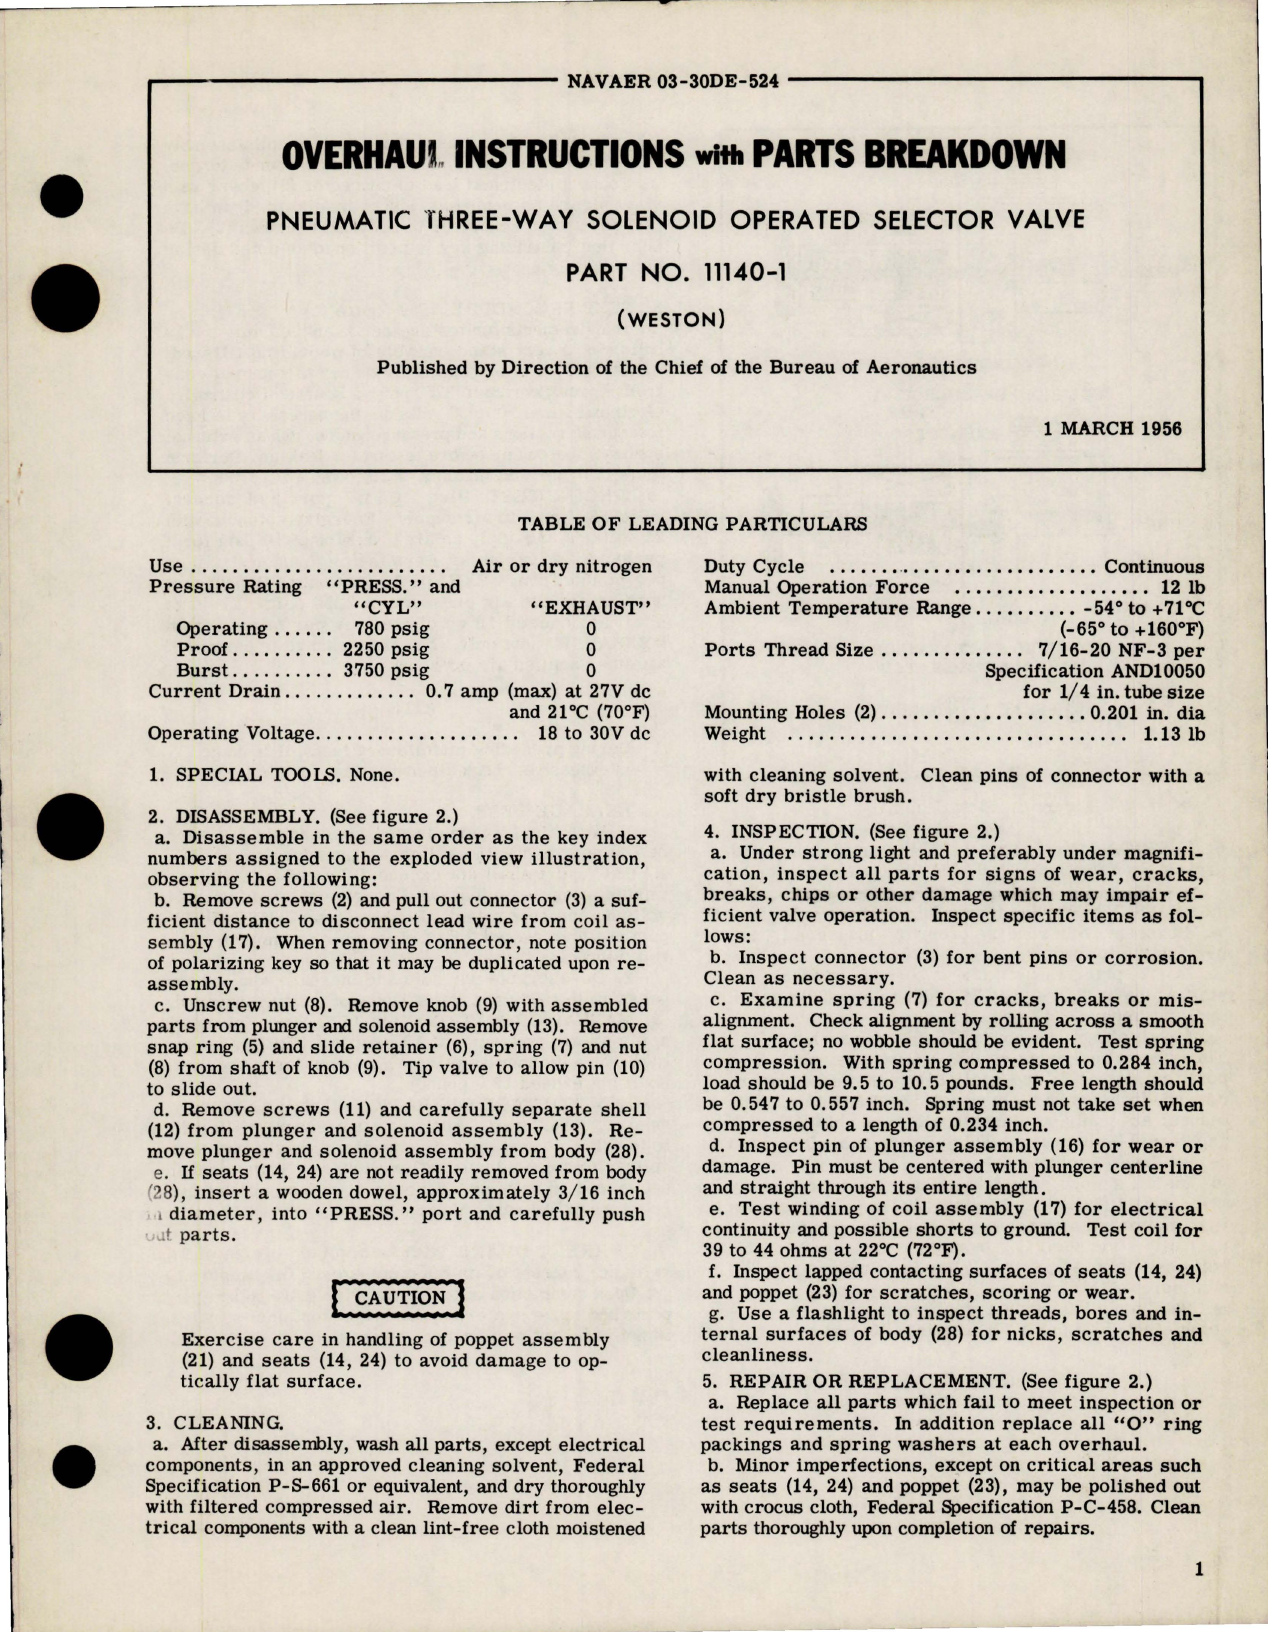 NAVAER 03-30DE-524
OVERHAUL INSTRUCTIONS with PARTS BREAKDOWN
PNEUMATIC THREE-WAY SOLENOID OPERATED SELECTOR VALVE
PART NO. 11140-1
(WESTON)
Published by Direction of the Chief of the Bureau of Aeronautics
1 MARCH 1956
TABLE OF LEADING PARTICULARS
Use ......................... Air or dry nitrogen
Pressure Rating "PRESS." and
"CYL" "EXHAUST"
Operating ...... 780 psig 0
Proof.......... 2250 psig 0
Burst.......... 3750 psig 0
Current Drain............. 0.7 amp (max) at 27V dc
and 21°C (70°F)
Operating Voltage.................... 18 to 30V dc
1. SPECIAL TOOLS. None.
2. DISASSEMBLY. (See figure 2.)
a. Disassemble in the same order as the key index
numbers assigned to the exploded view illustration,
observing the following:
b. Remove screws (2) and pull out connector (3) a suf-
ficient distance to disconnect lead wire from coil as-
sembly (17). When removing connector, note position
of polarizing key so that it may be duplicated upon re-
assembly.
c. Unscrew nut (8). Remove knob (9) with assembled
parts from plunger and solenoid assembly (13). Remove
snap ring (5) and slide retainer (6), spring (7) and nut
(8) from shaft of knob (9). Tip valve to allow pin (10)
to slide out.
d. Remove screws (11) and carefully separate shell
(12) from plunger and solenoid assembly (13). Re-
move plunger and solenoid assembly from body (28).
e. If seats (14, 24) are not readily removed from body
(28), insert a wooden dowel, approximately 3/16 inch
in diameter, into "PRESS." port and carefully push
out parts.
CAUTION
Exercise care in handling of poppet assembly
(21) and seats (14, 24) to avoid damage to op-
tically flat surface.
3. CLEANING.
a. After disassembly, wash all parts, except electrical
components, in an approved cleaning solvent, Federal
Specification P-S-661 or equivalent, and dry thoroughly
with filtered compressed air. Remove dirt from elec-
trical components with a clean lint-free cloth moistened
Duty Cycle .......................... Continuous
Manual Operation Force ................... 12 lb
Ambient Temperature Range.......... -54° to +71°C
(-65° to +160°F)
Ports Thread Size .............. 7/16-20 NF-3 per
Specification AND10050
for 1/4 in. tube size
Mounting Holes (2)....................0.201 in. dia
Weight ................................. 1.13 lb
with cleaning solvent. Clean pins of connector with a
soft dry bristle brush.
4. INSPECTION. (See figure 2.)
a. Under strong light and preferably under magnifi-
cation, inspect all parts for signs of wear, cracks,
breaks, chips or other damage which may impair ef-
ficient valve operation. Inspect specific items as fol-
lows:
b. Inspect connector (3) for bent pins or corrosion.
Clean as necessary.
c. Examine spring (7) for cracks, breaks or mis-
alignment. Check alignment by rolling across a smooth
flat surface; no wobble should be evident. Test spring
compression. With spring compressed to 0.284 inch,
load should be 9.5 to 10.5 pounds. Free length should
be 0.547 to 0.557 inch. Spring must not take set when
compressed to a length of 0.234 inch.
d. Inspect pin of plunger assembly (16) for wear or
damage. Pin must be centered with plunger centerline
and straight through its entire length.
e. Test winding of coil assembly (17) for electrical
continuity and possible shorts to ground. Test coil for
39 to 44 ohms at 22°C (72°F).
f. Inspect lapped contacting surfaces of seats (14, 24)
and poppet (23) for scratches, scoring or wear.
g. Use a flashlight to inspect threads, bores and in-
ternal surfaces of body (28) for nicks, scratches and
cleanliness.
5. REPAIR OR REPLACEMENT. (See figure 2.)
a. Replace all parts which fail to meet inspection or
test requirements. In addition replace all "O" ring
packings and spring washers at each overhaul.
b. Minor imperfections, except on critical areas such
as seats (14, 24) and poppet (23), may be polished out
with crocus cloth, Federal Specification P-C-458. Clean
parts thoroughly upon completion of repairs.
1